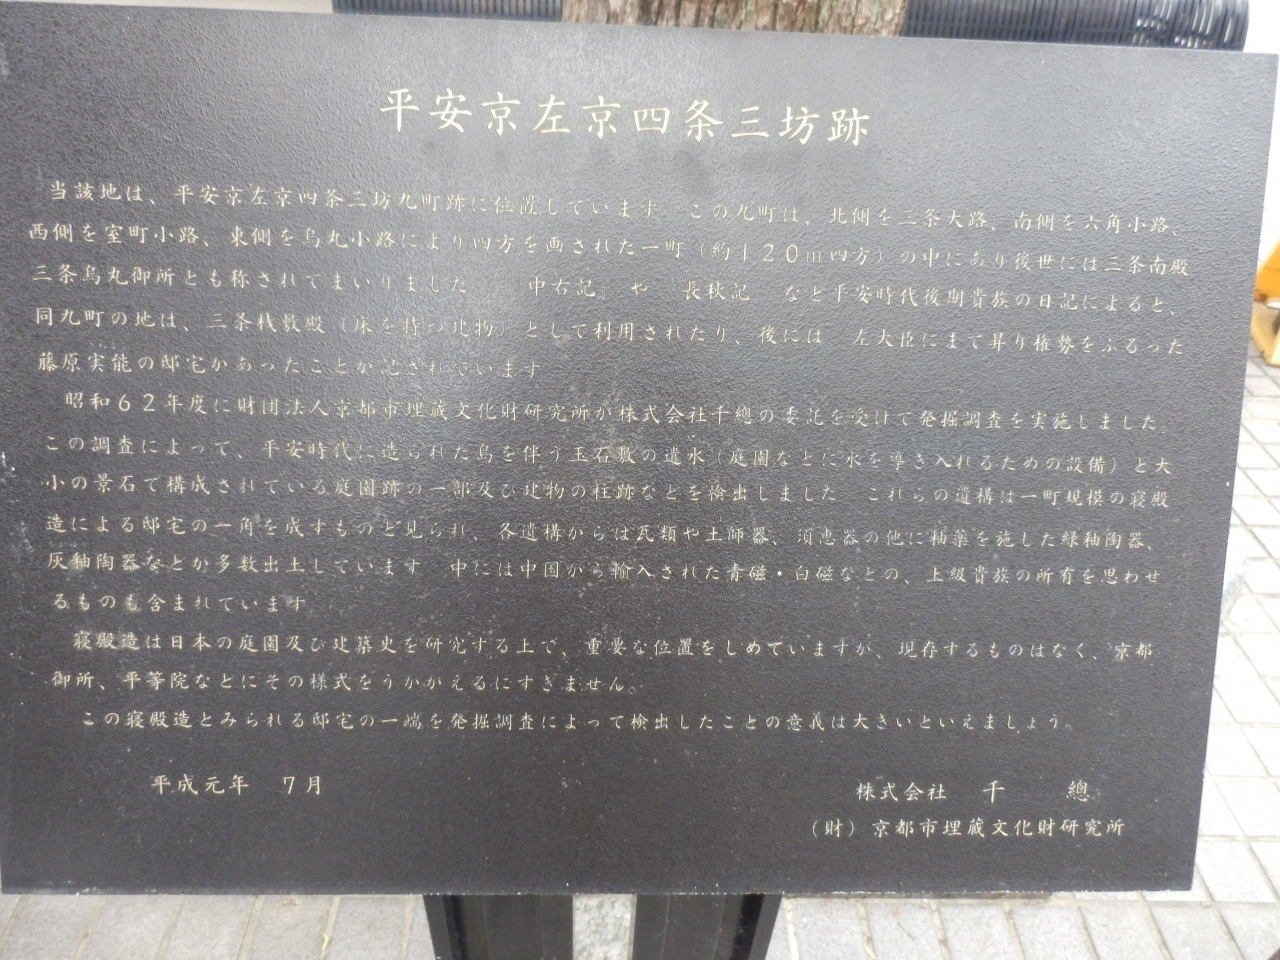 平安京左京四条三坊跡
当該地は、平安京左京四条三坊九町跡に位置しています この九町は、北側を三条大路、南側を六角小路、
西側を室町小路、東側を烏丸小路により四方を画された一町（約120m四方）の中にあり後世には三条南殿
三条烏丸御所とも称されてまいりました 中右記 や 長秋記 など平安時代後期貴族の日記によると、
同九町の地は、三条桟敷殿（床を持つ建物）として利用されたり、後には 左大臣にまで昇り権勢をふるった
藤原実能の邸宅があったことが記されています
昭和62年度に財団法人京都市埋蔵文化財研究所が株式会社千總の委託を受けて発掘調査を実施しました
この調査によって、平安時代に造られた島を伴う玉石敷の遣水（庭園などに水を導き入れるための設備）と大
小の景石で構成されている庭園跡の一部及び建物の柱跡などを検出しました これらの遺構は一町規模の寝殿
造による邸宅の一角を成すものと見られ、各遺構からは瓦類や土師器、須恵器の他に釉薬を施した緑釉陶器、
灰釉陶器などが多数出土しています 中には中国から輸入された青磁・白磁などの、上級貴族の所有を思わせ
るものも含まれています
寝殿造は日本の庭園及び建築史を研究する上で、重要な位置をしめていますが、現存するものはなく、京都
御所、平等院などにその様式をうかがえるにすぎません。
この寝殿造とみられる邸宅の一端を発掘調査によって検出したことの意義は大きいといえましょう。
平成元年 7月
株式会社 千 總
（財）京都市埋蔵文化財研究所